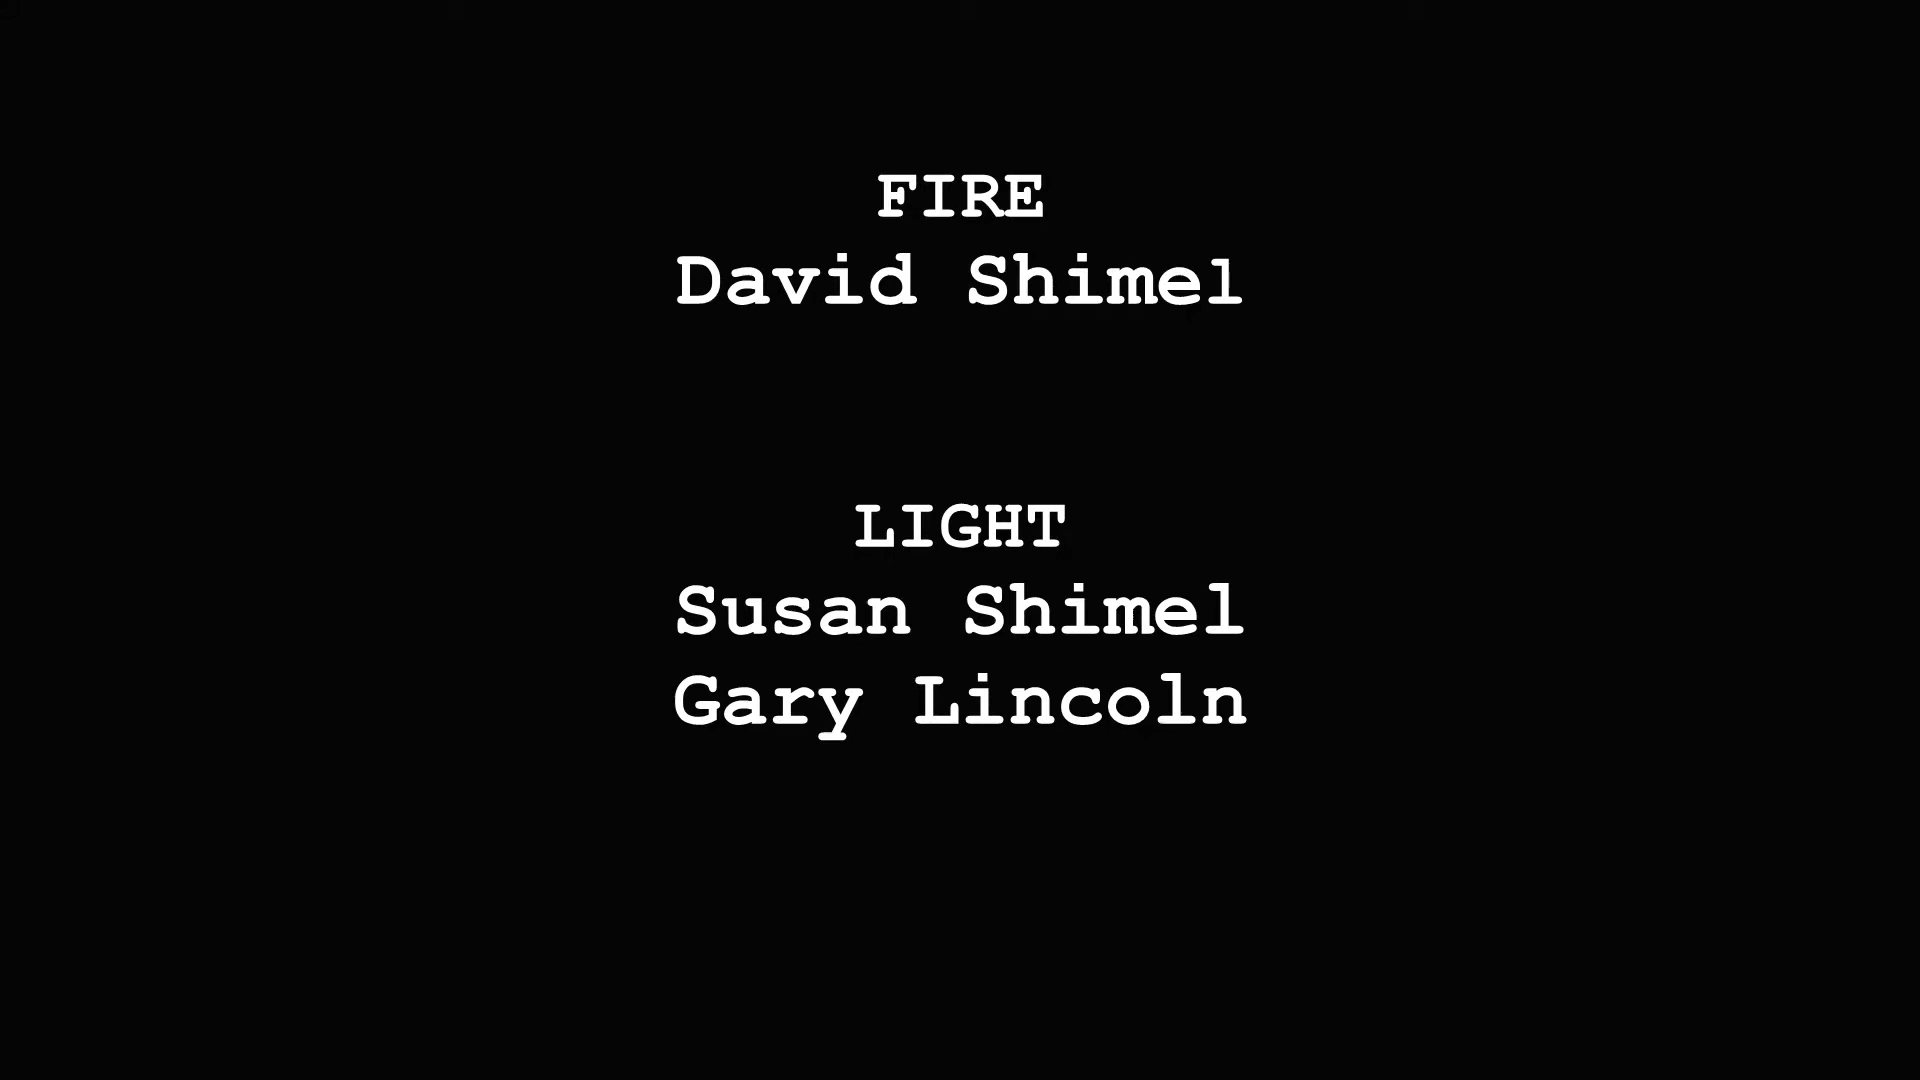 FIRE
David Shimel
LIGHT
Susan Shimel
Gary Lincoln